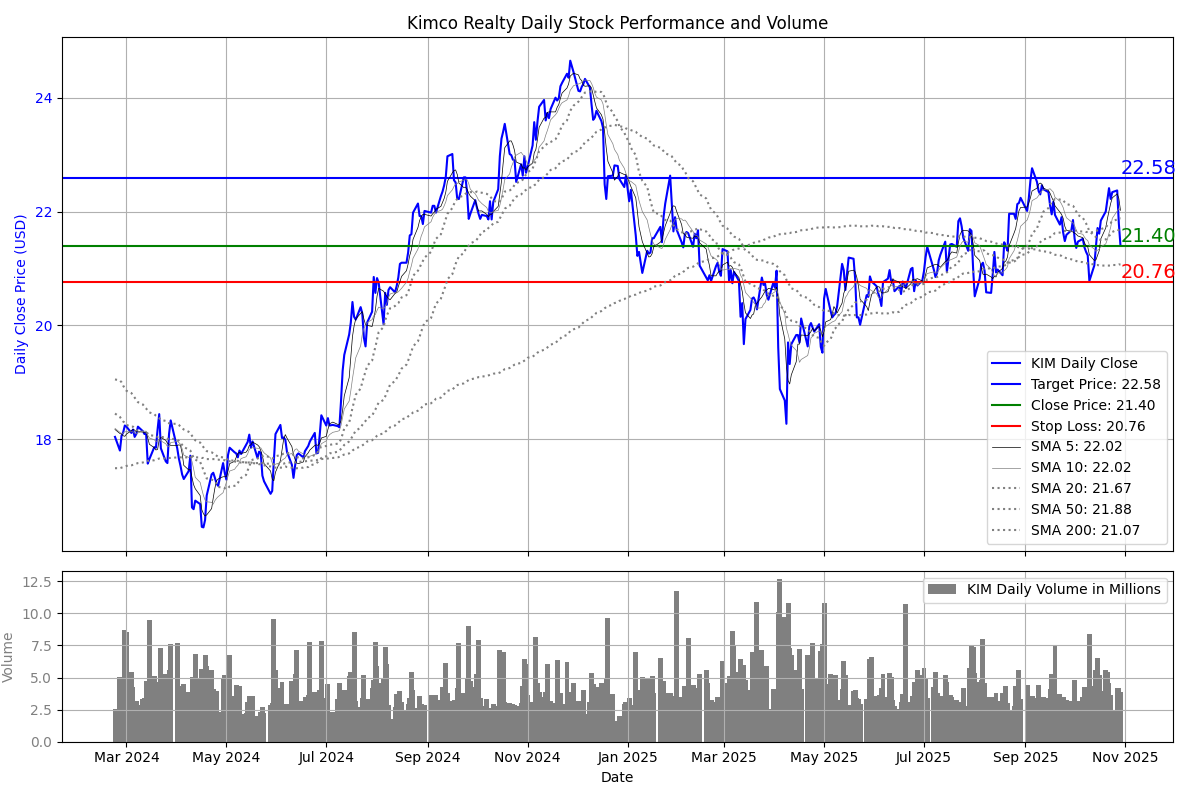 Kimco Realty Daily Stock Performance and Volume
Daily Close Price (USD)
24
22
20
18
22.58
21.40
20.76
KIM Daily Close
Target Price: 22.58
Close Price: 21.40
Stop Loss: 20.76
SMA 5: 22.02
SMA 10: 22.02
SMA 20: 21.67
SMA 50: 21.88
SMA 200: 21.07
Volume
12.5
10.0
7.5
5.0
2.5
0.0
KIM Daily Volume in Millions
Mar 2024 May 2024 Jul 2024 Sep 2024 Nov 2024 Jan 2025 Mar 2025 May 2025 Jul 2025 Sep 2025 Nov 2025
Date